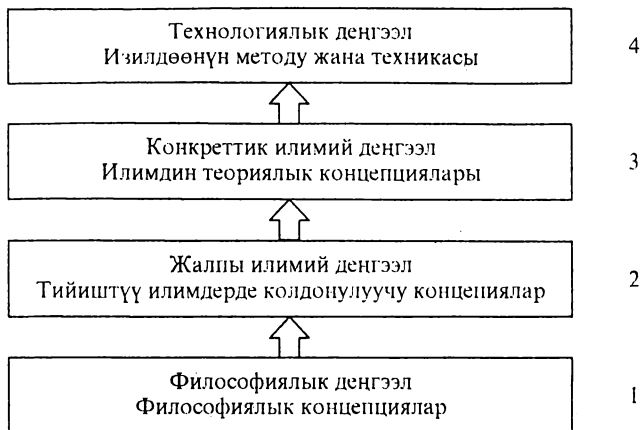 Технологиялык деңгээл
Изилдөөнүн методу жана техникасы
4
Конкреттик илимий деңгээл
Илимдин теориялык концепциялары
3
Жалпы илимий деңгээл
Тийиштүү илимдерде колдонулуучу концепиялар
2
Философиялык деңгээл
Философиялык концепциялар
1